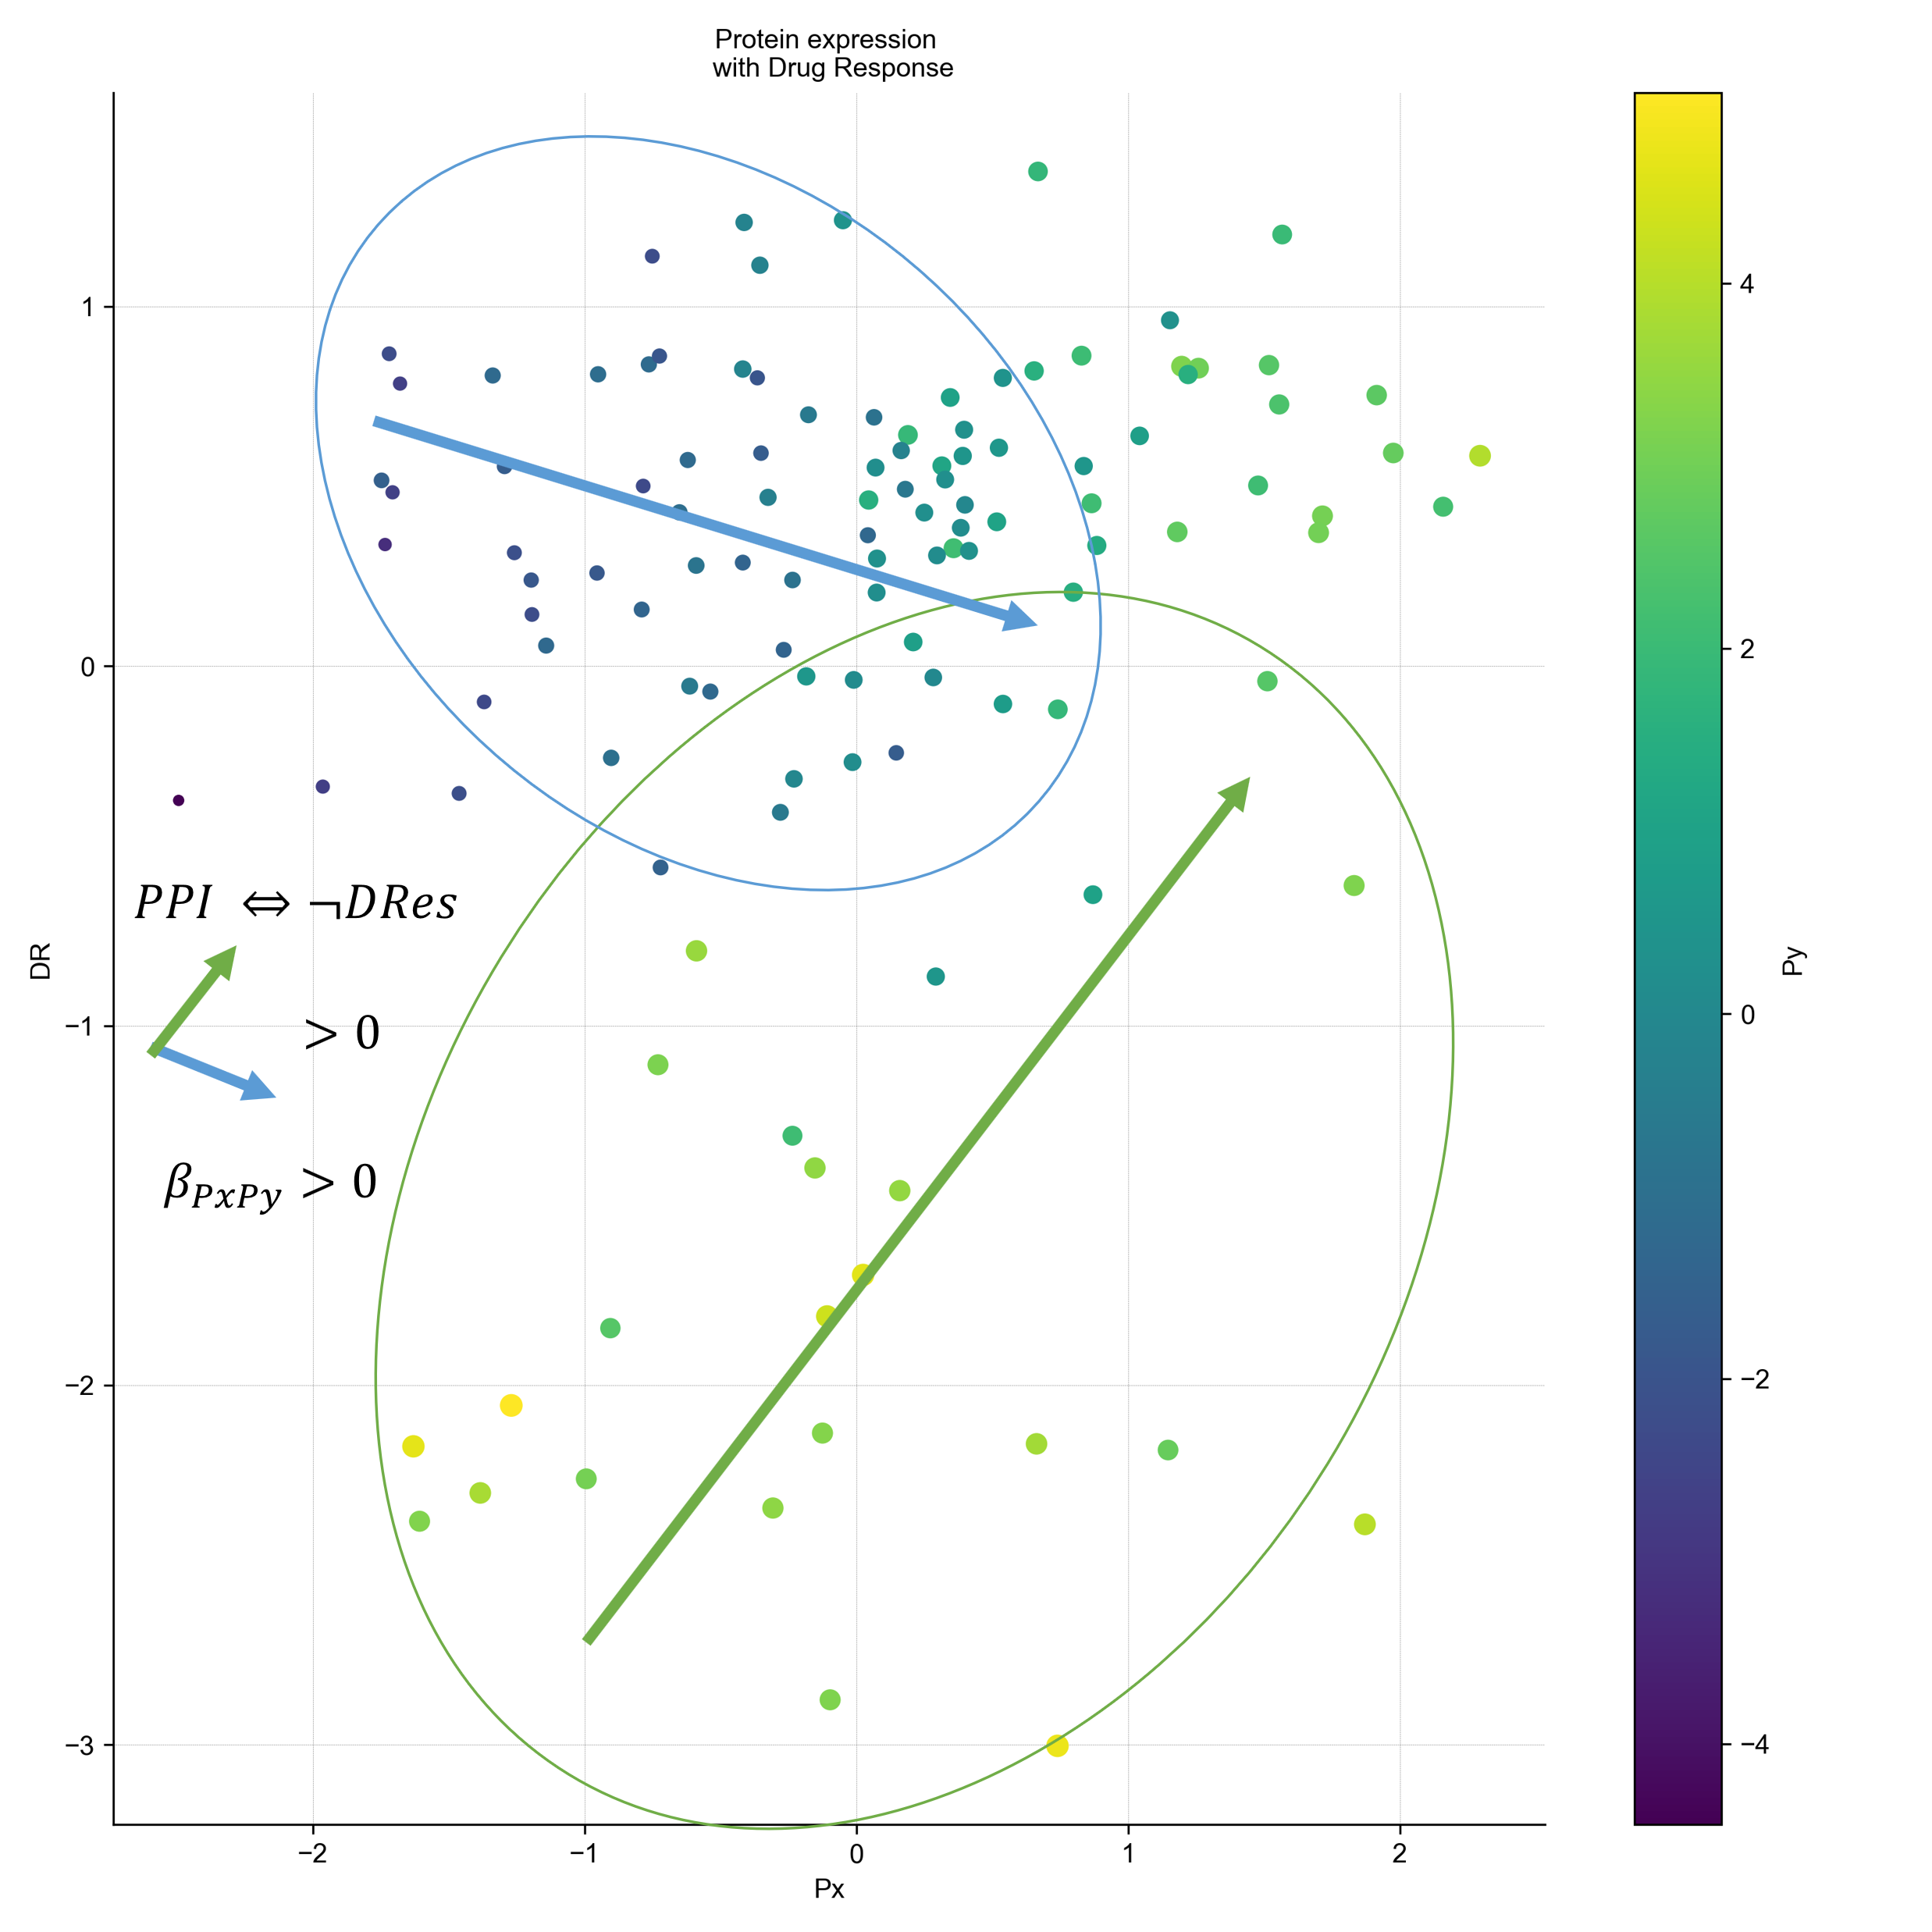 Protein expression
with Drug Response
1
0
−1
−2
−3
DR
−2
−1
0
1
2
Px
𝑃𝑃𝐼 ⇔ ¬𝐷𝑅𝑒𝑠
> 0
𝛽𝑃𝑥𝑃𝑦 > 0
4
2
0
−2
−4
Py